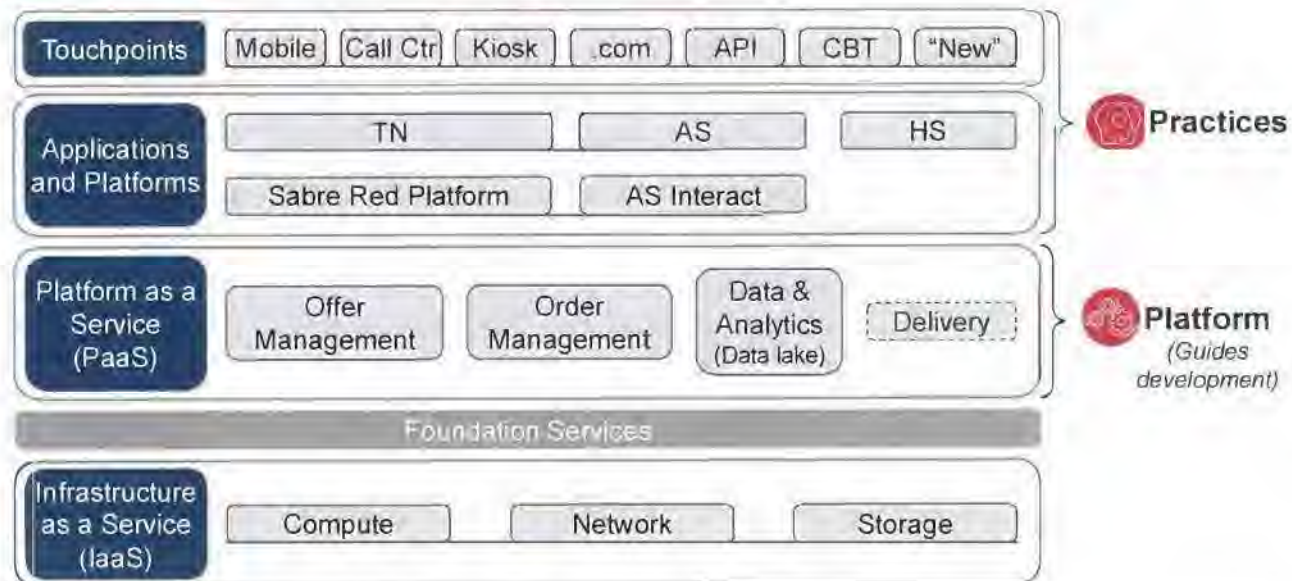 Touchpoints
Mobile
Call Ctr
Kiosk
.com
API
CBT
"New"
Applications
and Platforms
TN
AS
HS
Sabre Red Platform
AS Interact
Practices
Platform as a
Service
(PaaS)
Offer
Management
Order
Management
Data &
Analytics
(Data lake)
Delivery
Platform
(Guides
development)
Foundation Services
Infrastructure
as a Service
(IaaS)
Compute
Network
Storage